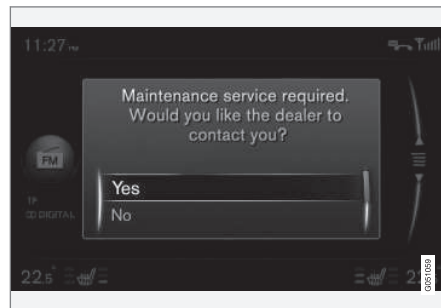 11:27
Maintenance service required.
Would you like the dealer to
contact you?
FM
Yes
No
TP
DIGITAL
22.5
G051059